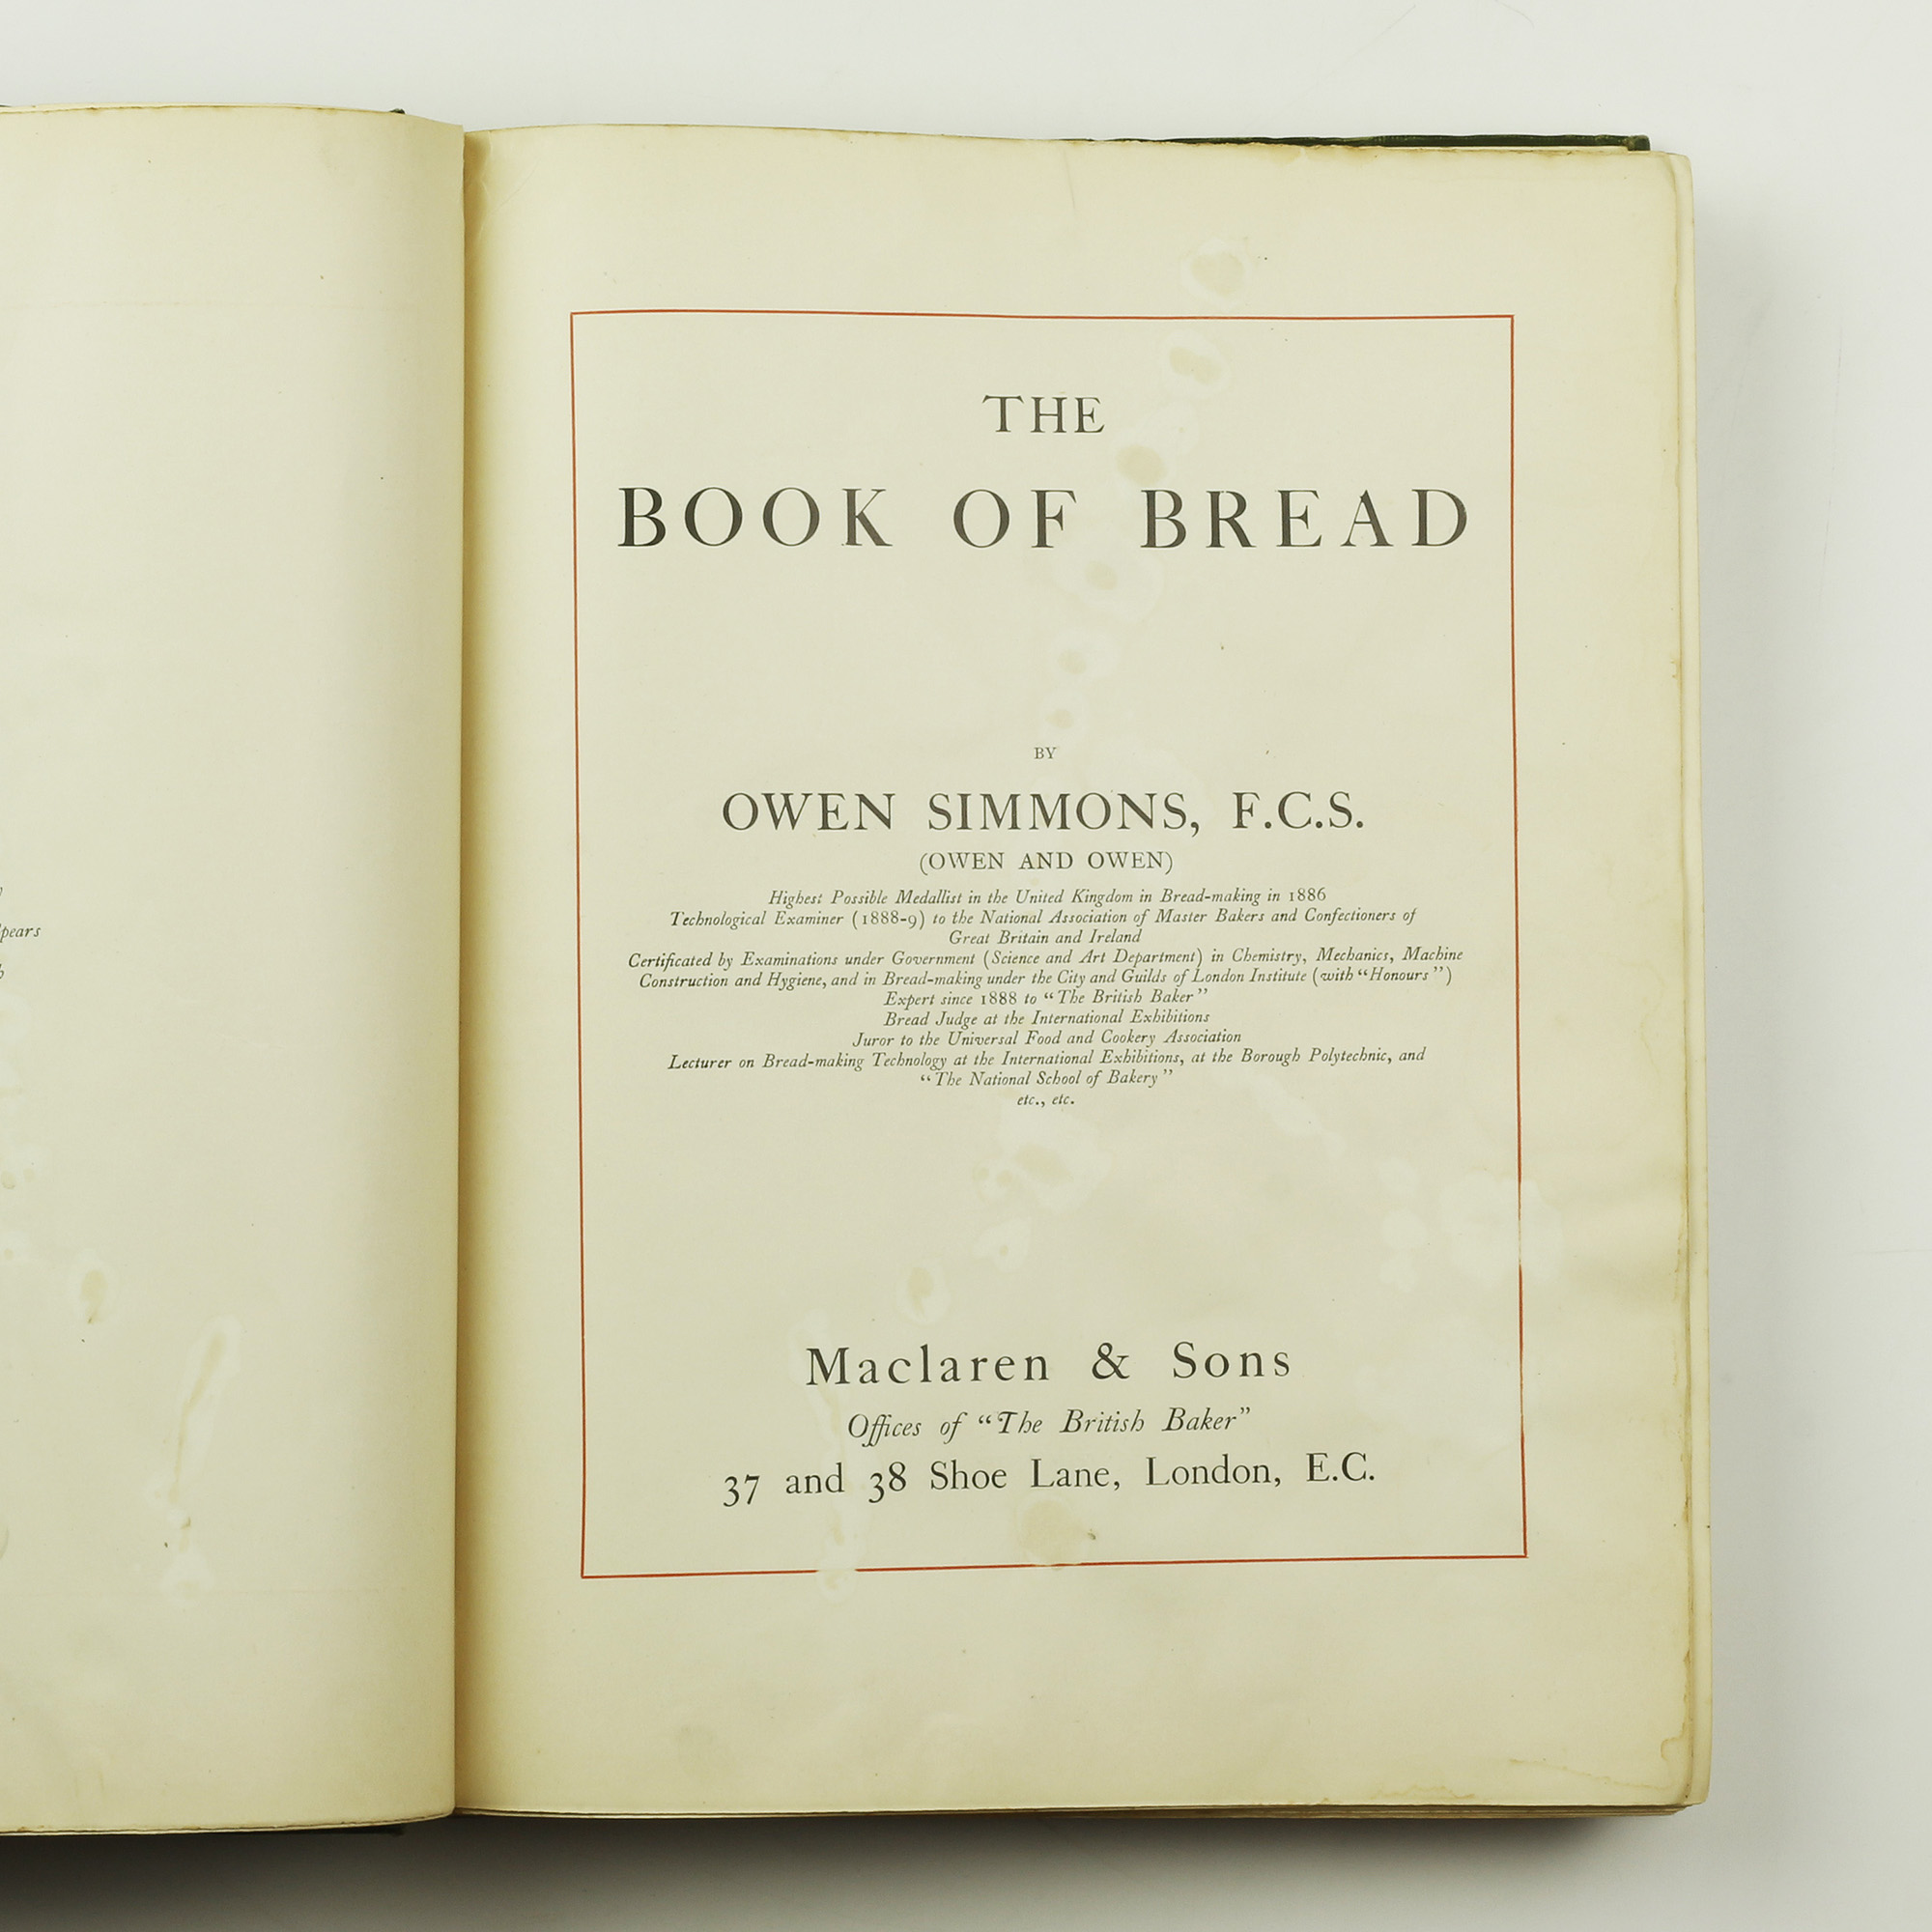 pears
THE
BOOK OF BREAD
BY
OWEN SIMMONS, F.C.S.
(OWEN AND OWEN)
Highest Possible Medallist in the United Kingdom in Bread-making in 1886
Technological Examiner (1888-9) to the National Association of Master Bakers and Confectioners of
Great Britain and Ireland
Certificated by Examinations under Government (Science and Art Department) in Chemistry, Mechanics, Machine
Construction and Hygiene, and in Bread-making under the City and Guilds of London Institute (with “Honours”)
Expert since 1888 to “The British Baker”
Bread Judge at the International Exhibitions
Juror to the Universal Food and Cookery Association
Lecturer on Bread-making Technology at the International Exhibitions, at the Borough Polytechnic, and
“The National School of Bakery”
etc., etc.
Maclaren & Sons
Offices of “The British Baker”
37 and 38 Shoe Lane, London, E.C.